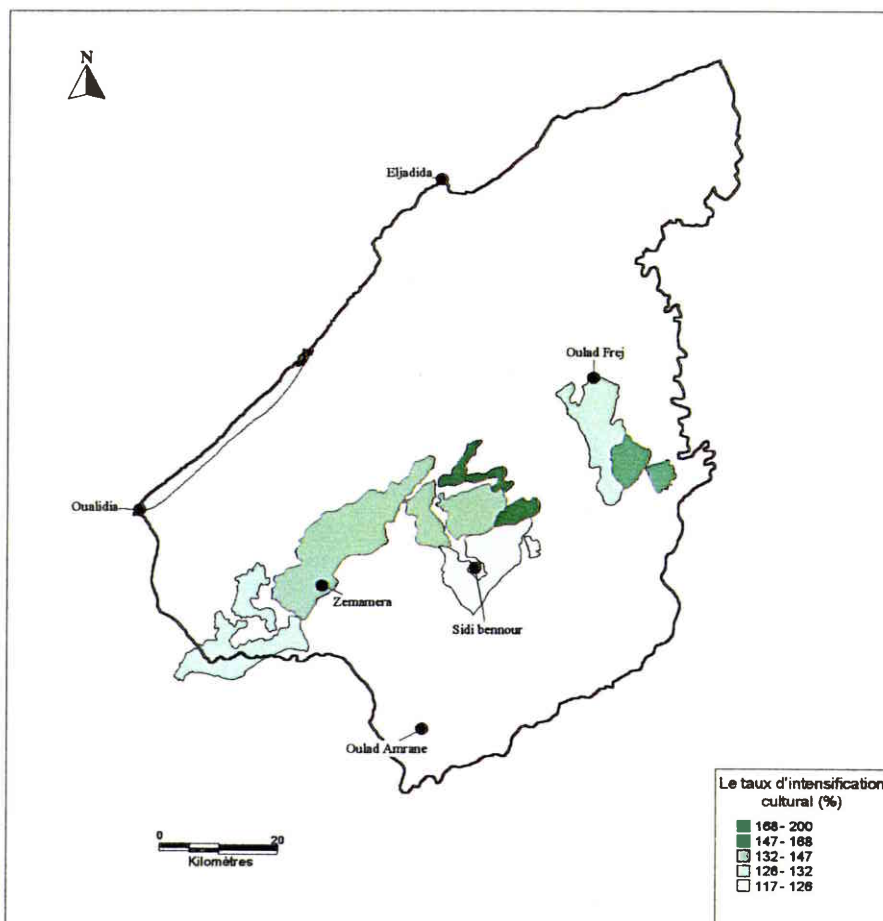 N
Eljadida
Oulad Frej
Oualidia
Zemamera
Sidi bennour
Oulad Amrane
0 20
Kilomètres
Le taux d'intensification
cultural (%)
168 - 200
147 - 168
132 - 147
126 - 132
117 - 126